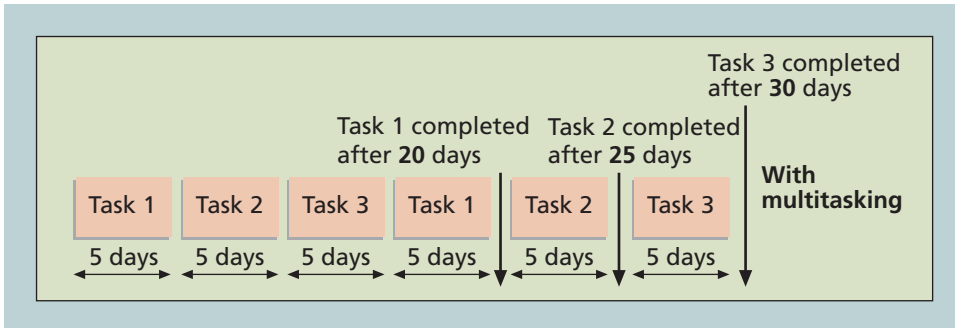 Task 3 completed
after 30 days
Task 1 completed
after 20 days
Task 2 completed
after 25 days
With
multitasking
Task 1 Task 2 Task 3 Task 1 Task 2 Task 3
5 days 5 days 5 days 5 days 5 days 5 days